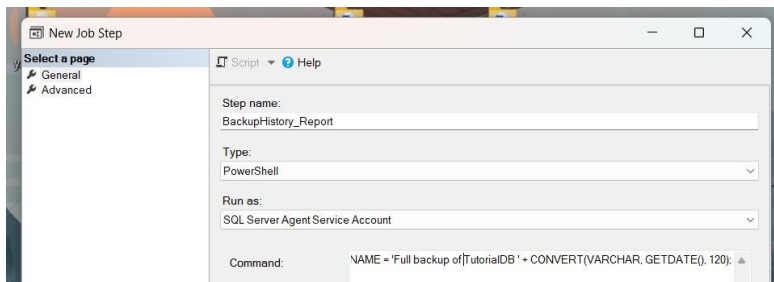 New Job Step
Select a page
General
Advanced
Script
Help
Step name:
BackupHistory_Report
Type:
PowerShell
Run as:
SQL Server Agent Service Account
Command:
NAME = 'Full backup of TutorialDB ' + CONVERT(VARCHAR, GETDATE(), 120);